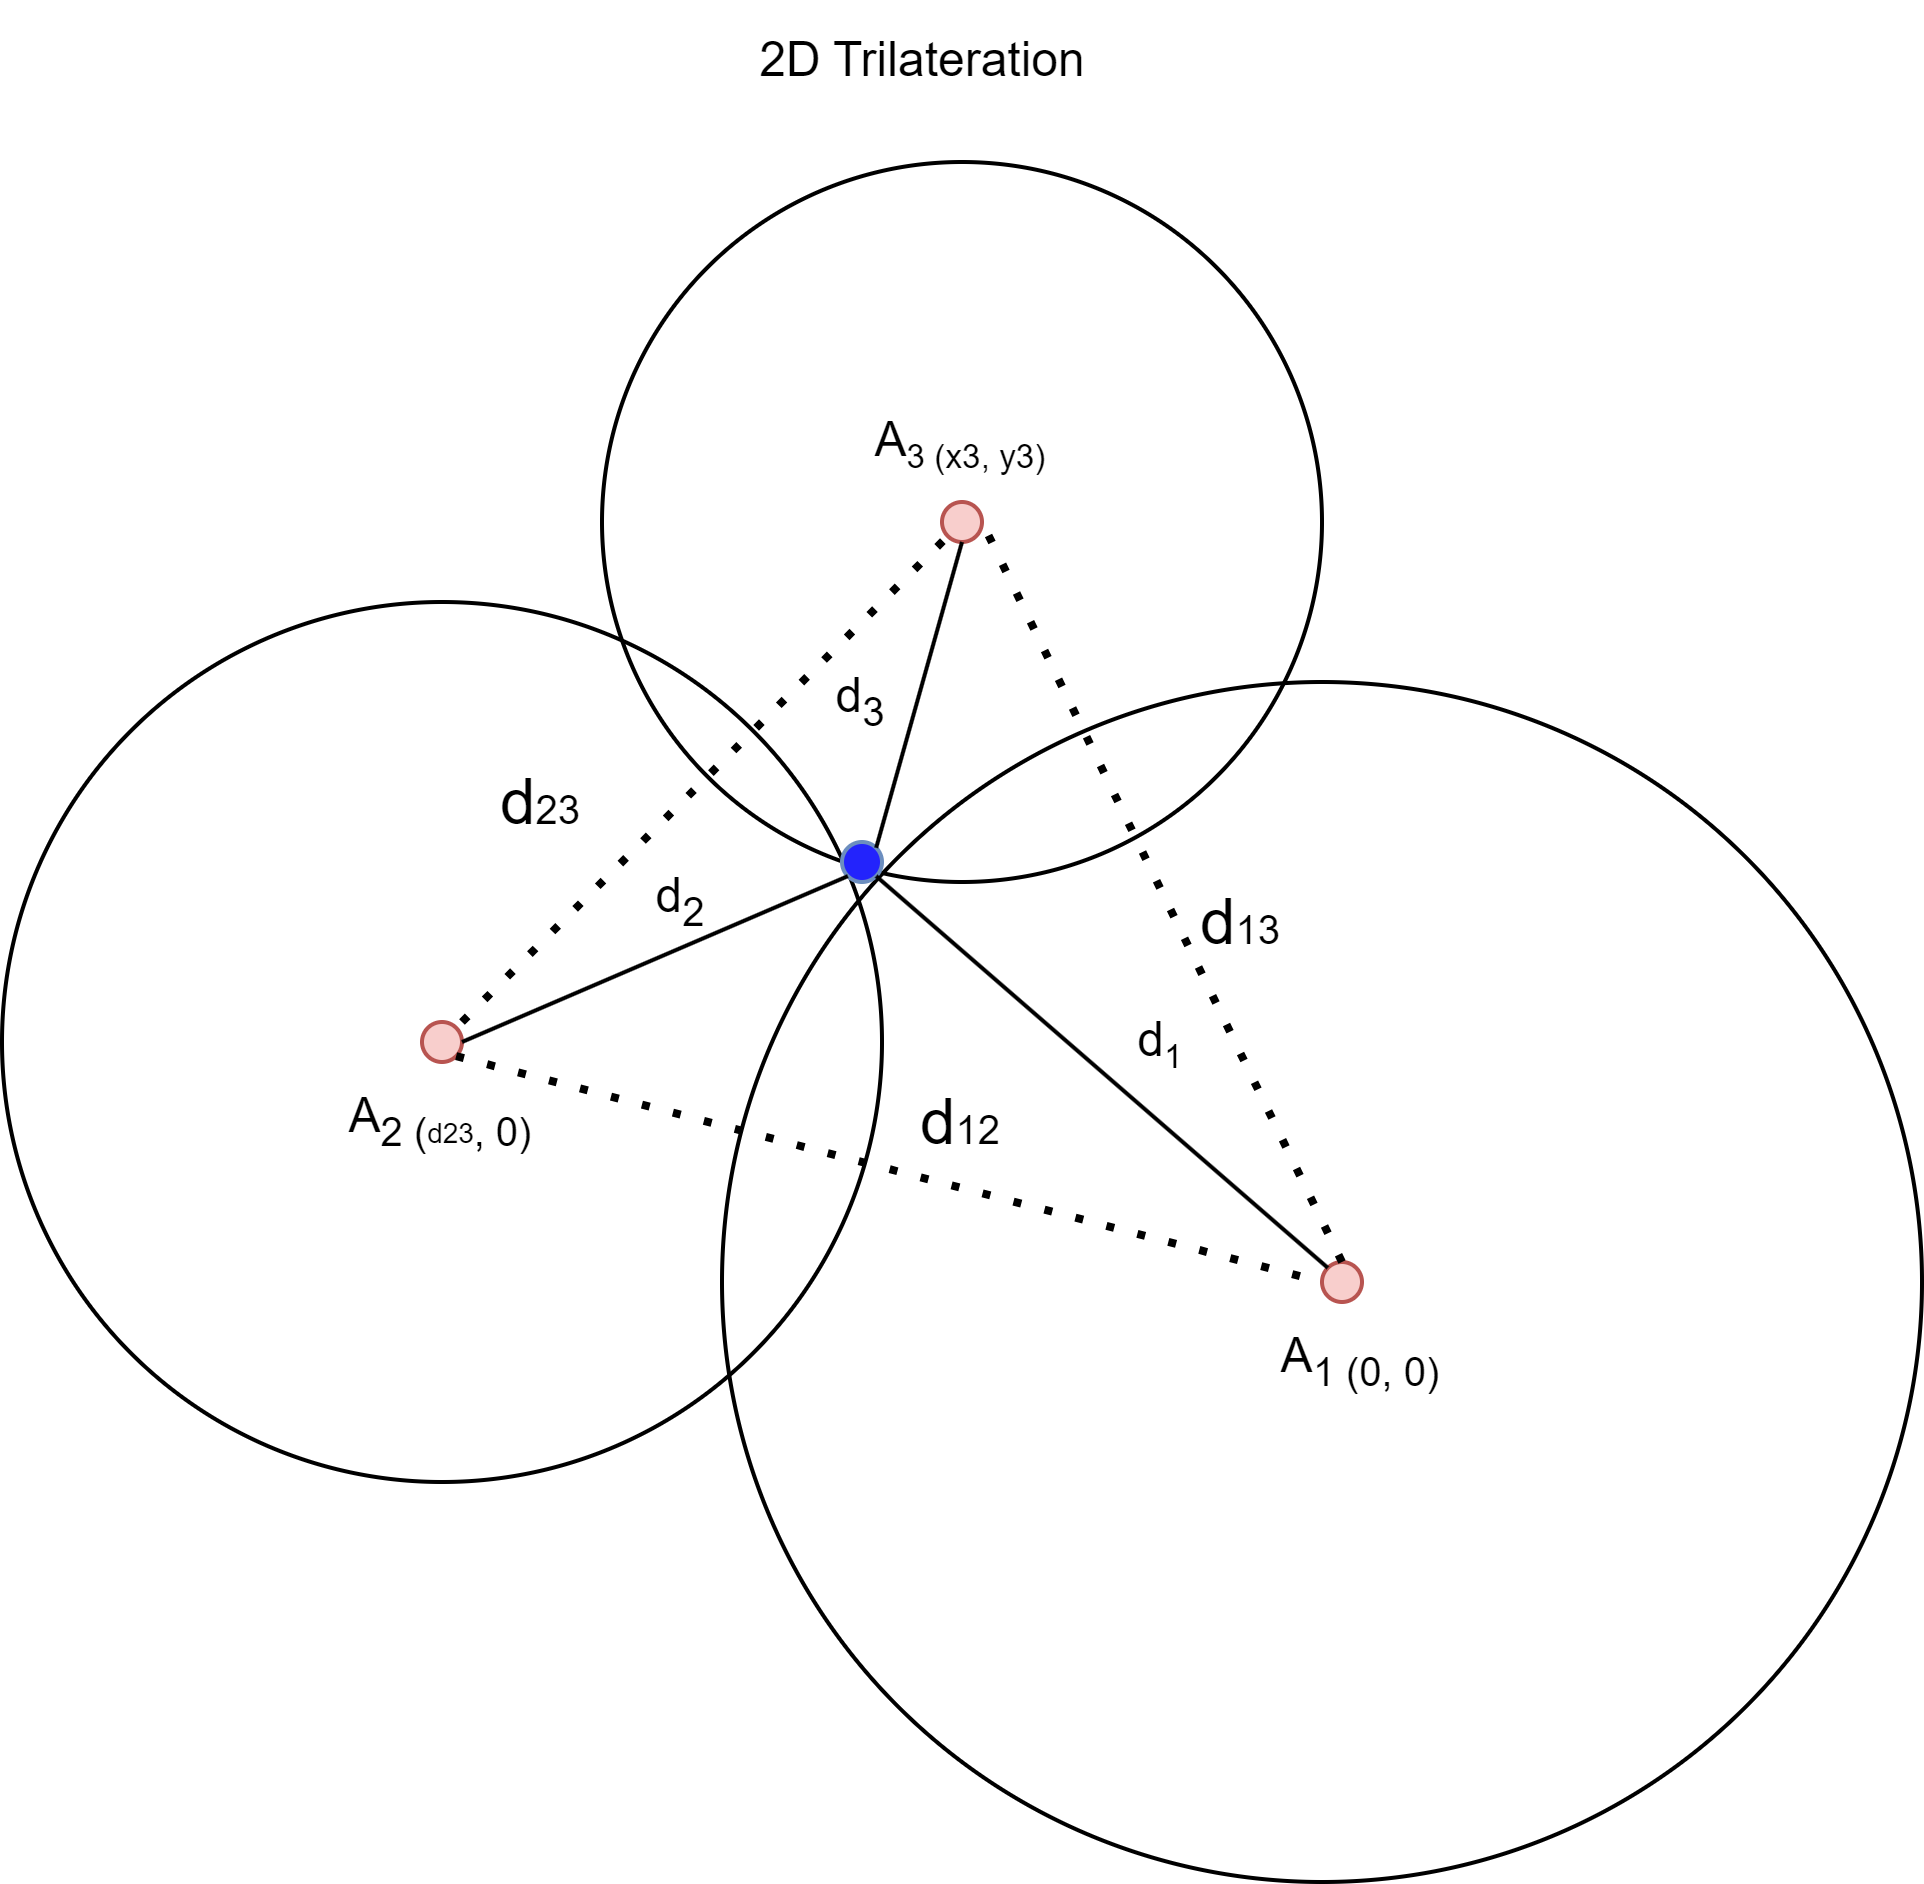 2D Trilateration
A3 (x3, y3)
d3
d23
d2
d13
d1
d12
A2 (d23, 0)
A1 (0, 0)